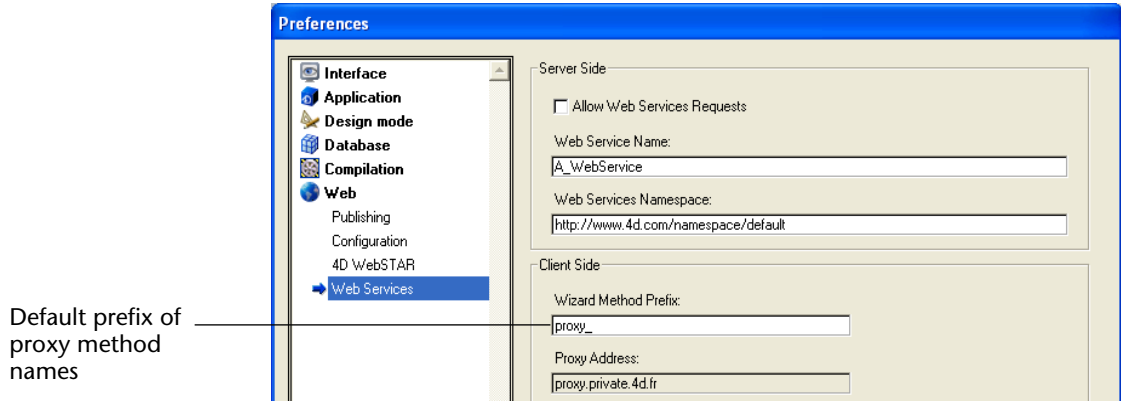 Preferences
Interface
Application
Design mode
Database
Compilation
Web
Publishing
Configuration
4D WebSTAR
Web Services
Server Side
Allow Web Services Requests
Web Service Name:
A_WebService
Web Services Namespace:
http://www.4d.com/namespace/default
Client Side
Wizard Method Prefix:
proxy_
Proxy Address:
proxy.private.4d.fr
Default prefix of
proxy method
names